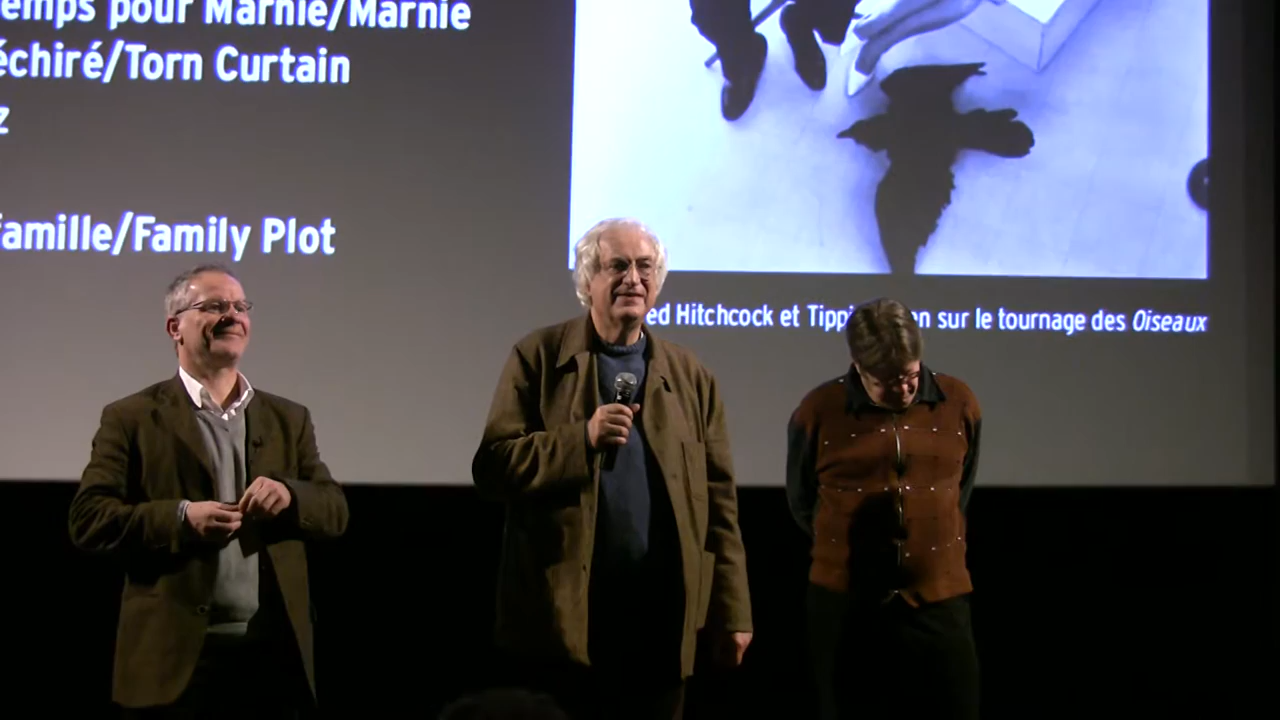 emps pour Marnie/Marnie
échiré/Torn Curtain
z
famille/Family Plot
ed Hitchcock et Tippi en sur le tournage des Oiseaux